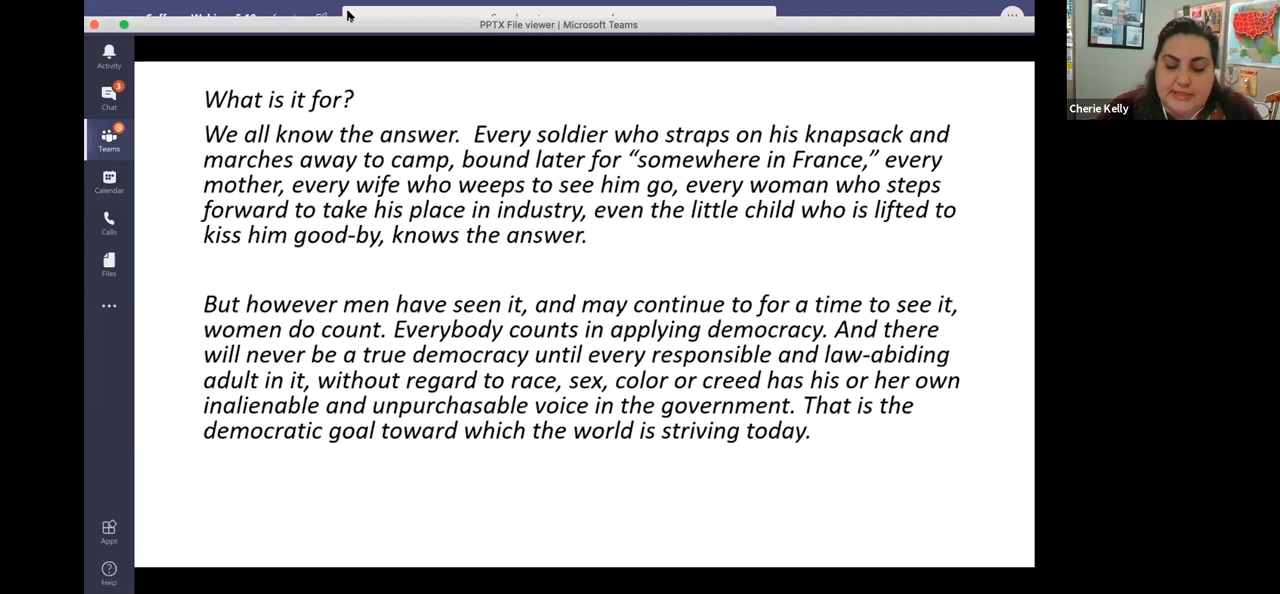 PPTX File viewer | Microsoft Teams
Activity
3
Chat
Teams
Calendar
Calls
Files
Apps
Help
What is it for?
We all know the answer.  Every soldier who straps on his knapsack and
marches away to camp, bound later for “somewhere in France,” every
mother, every wife who weeps to see him go, every woman who steps
forward to take his place in industry, even the little child who is lifted to
kiss him good-by, knows the answer.
But however men have seen it, and may continue to for a time to see it,
women do count. Everybody counts in applying democracy. And there
will never be a true democracy until every responsible and law-abiding
adult in it, without regard to race, sex, color or creed has his or her own
inalienable and unpurchasable voice in the government. That is the
democratic goal toward which the world is striving today.
Cherie Kelly